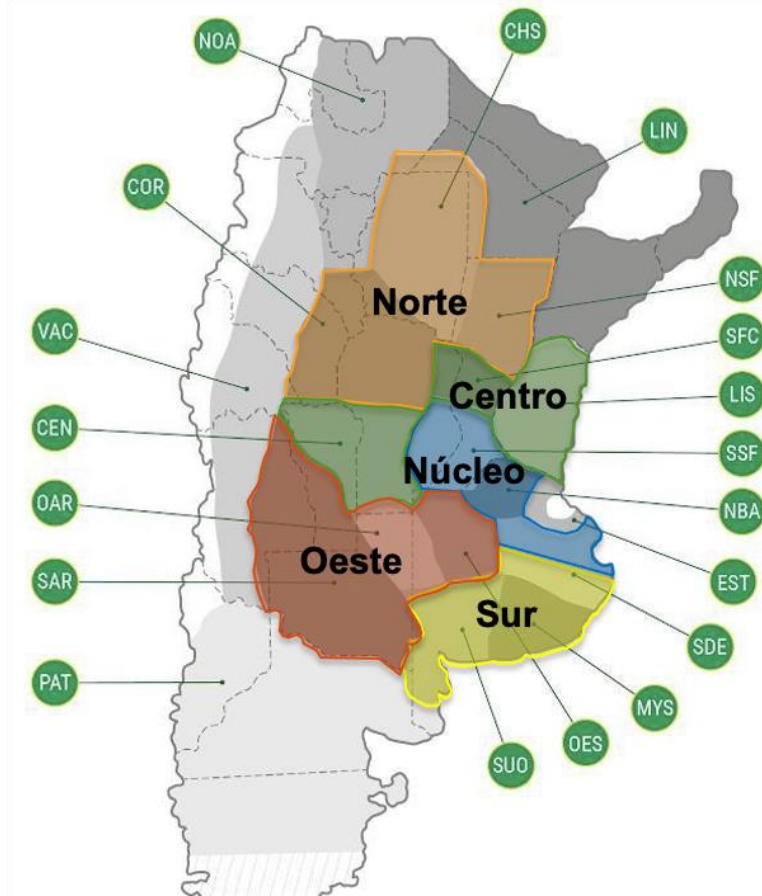 CHS
NOA
LIN
COR
NSF
Norte
VAC
SFC
Centro
LIS
CEN
SSF
Núcleo
OAR
NBA
Oeste
SAR
EST
Sur
SDE
PAT
MYS
OES
SUO